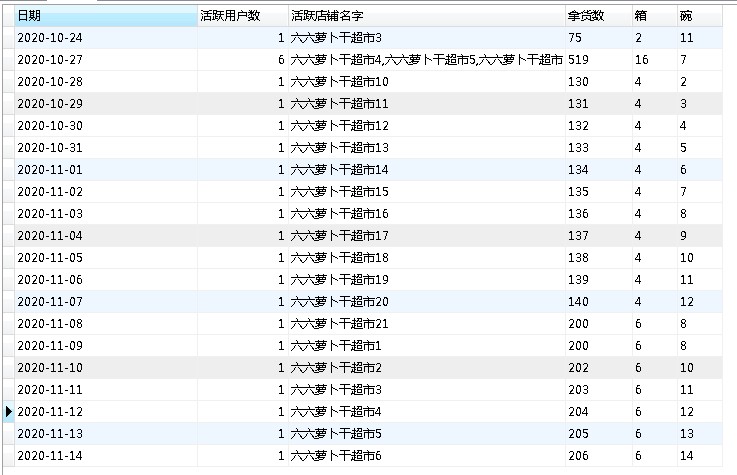 日期 活跃用户数 活跃店铺名字 拿货数 箱 碗
2020-10-24 1 六六萝卜干超市3 75 2 11
2020-10-27 6 六六萝卜干超市4,六六萝卜干超市5,六六萝卜干超市 519 16 7
2020-10-28 1 六六萝卜干超市10 130 4 2
2020-10-29 1 六六萝卜干超市11 131 4 3
2020-10-30 1 六六萝卜干超市12 132 4 4
2020-10-31 1 六六萝卜干超市13 133 4 5
2020-11-01 1 六六萝卜干超市14 134 4 6
2020-11-02 1 六六萝卜干超市15 135 4 7
2020-11-03 1 六六萝卜干超市16 136 4 8
2020-11-04 1 六六萝卜干超市17 137 4 9
2020-11-05 1 六六萝卜干超市18 138 4 10
2020-11-06 1 六六萝卜干超市19 139 4 11
2020-11-07 1 六六萝卜干超市20 140 4 12
2020-11-08 1 六六萝卜干超市21 200 6 8
2020-11-09 1 六六萝卜干超市1 200 6 8
2020-11-10 1 六六萝卜干超市2 202 6 10
2020-11-11 1 六六萝卜干超市3 203 6 11
2020-11-12 1 六六萝卜干超市4 204 6 12
2020-11-13 1 六六萝卜干超市5 205 6 13
2020-11-14 1 六六萝卜干超市6 206 6 14